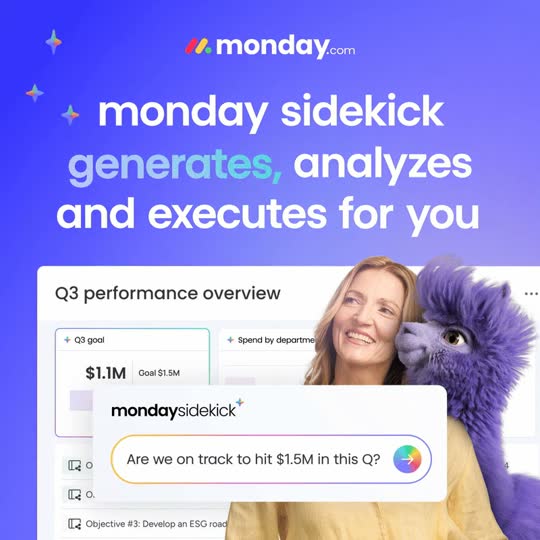 monday.com
monday sidekick
generates, analyzes
and executes for you
Q3 performance overview
Q3 goal
Spend by departme
$1.1M
Goal $1.5M
mondaysidekick
Are we on track to hit $1.5M in this Q?
Objective #3: Develop an ESG road